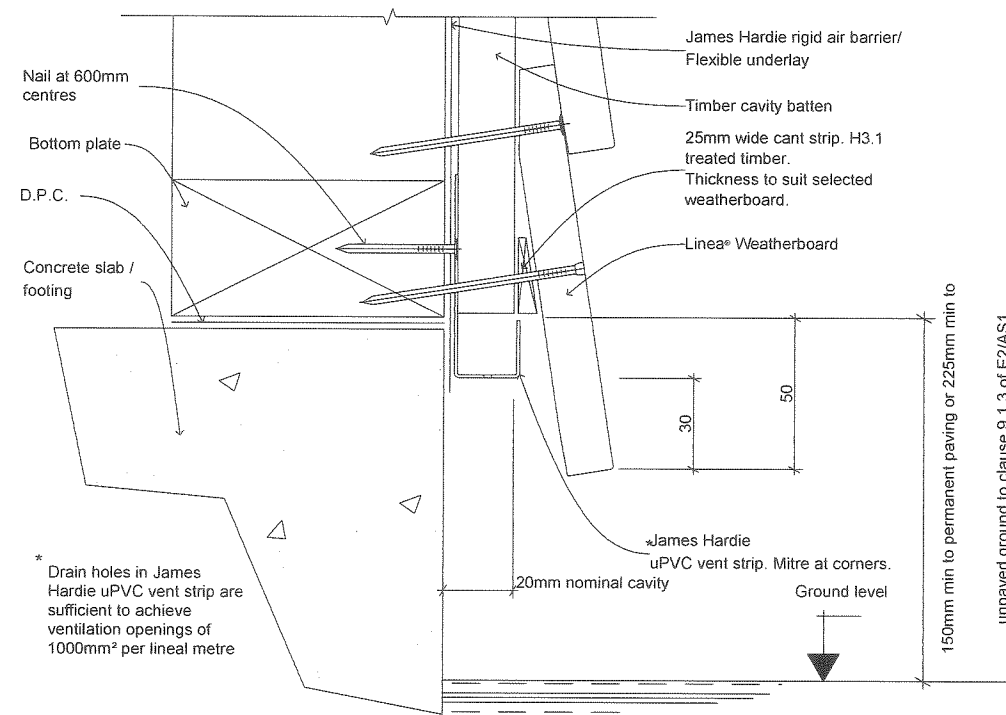 Nail at 600mm
centres
Bottom plate
D.P.C.
Concrete slab /
footing
James Hardie rigid air barrier/
Flexible underlay
Timber cavity batten
25mm wide cant strip. H3.1
treated timber.
Thickness to suit selected
weatherboard.
Linea® Weatherboard
30
50
150mm min to permanent paving or 225mm min to
unpaved ground to clause 9.1.3 of E2/AS1
*James Hardie
uPVC vent strip. Mitre at corners.
20mm nominal cavity
Ground level
* Drain holes in James
Hardie uPVC vent strip are
sufficient to achieve
ventilation openings of
1000mm² per lineal metre